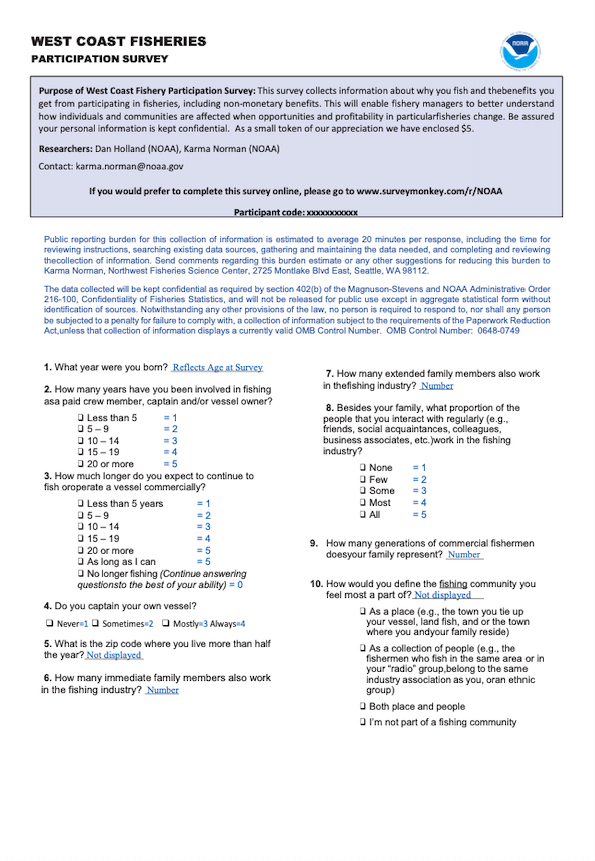 WEST COAST FISHERIES
PARTICIPATION SURVEY
NOAA
Purpose of West Coast Fishery Participation Survey: This survey collects information about why you fish and thebenefits you
get from participating in fisheries, including non-monetary benefits. This will enable fishery managers to better understand
how individuals and communities are affected when opportunities and profitability in particularfisheries change. Be assured
your personal information is kept confidential. As a small token of our appreciation we have enclosed $5.
Researchers: Dan Holland (NOAA), Karma Norman (NOAA)
Contact: karma.norman@noaa.gov
If you would prefer to complete this survey online, please go to www.surveymonkey.com/r/NOAA
Participant code: xxxxxxxxxxx
Public reporting burden for this collection of information is estimated to average 20 minutes per response, including the time for
reviewing instructions, searching existing data sources, gathering and maintaining the data needed, and completing and reviewing
thecollection of information. Send comments regarding this burden estimate or any other suggestions for reducing this burden to
Karma Norman, Northwest Fisheries Science Center, 2725 Montlake Blvd East, Seattle, WA 98112.
The data collected will be kept confidential as required by section 402(b) of the Magnuson-Stevens and NOAA Administrative Order
216-100, Confidentiality of Fisheries Statistics, and will not be released for public use except in aggregate statistical form without
identification of sources. Notwithstanding any other provisions of the law, no person is required to respond to, nor shall any person
be subjected to a penalty for failure to comply with, a collection of information subject to the requirements of the Paperwork Reduction
Act,unless that collection of information displays a currently valid OMB Control Number. OMB Control Number: 0648-0749
1. What year were you born? Reflects Age at Survey
2. How many years have you been involved in fishing
asa paid crew member, captain and/or vessel owner?
❑ Less than 5 = 1
❑ 5 – 9 = 2
❑ 10 – 14 = 3
❑ 15 – 19 = 4
❑ 20 or more = 5
3. How much longer do you expect to continue to
fish oroperate a vessel commercially?
❑ Less than 5 years = 1
❑ 5 – 9 = 2
❑ 10 – 14 = 3
❑ 15 – 19 = 4
❑ 20 or more = 5
❑ As long as I can = 5
❑ No longer fishing (Continue answering
questionsto the best of your ability) = 0
4. Do you captain your own vessel?
❑ Never=1 ❑ Sometimes=2 ❑ Mostly=3 Always=4
5. What is the zip code where you live more than half
the year? Not displayed
6. How many immediate family members also work
in the fishing industry? Number
7. How many extended family members also work
in thefishing industry? Number
8. Besides your family, what proportion of the
people that you interact with regularly (e.g.,
friends, social acquaintances, colleagues,
business associates, etc.)work in the fishing
industry?
❑ None = 1
❑ Few = 2
❑ Some = 3
❑ Most = 4
❑ All = 5
9. How many generations of commercial fishermen
doesyour family represent? Number
10. How would you define the fishing community you
feel most a part of? Not displayed
❑ As a place (e.g., the town you tie up
your vessel, land fish, and or the town
where you andyour family reside)
❑ As a collection of people (e.g., the
fishermen who fish in the same area or in
your “radio” group,belong to the same
industry association as you, oran ethnic
group)
❑ Both place and people
❑ I’m not part of a fishing community